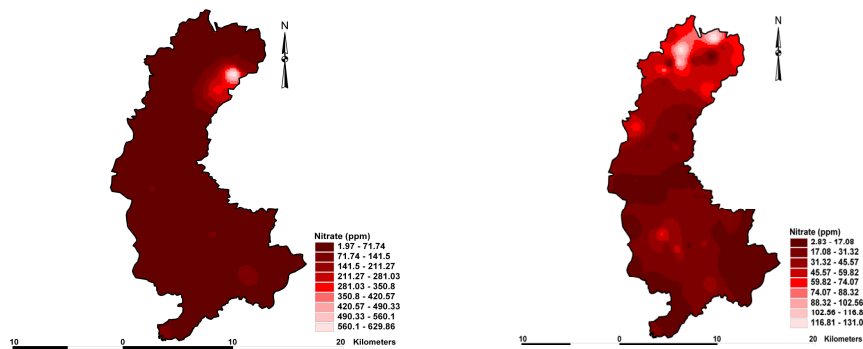 N
Nitrate (ppm)
1.97 - 71.74
71.74 - 141.5
141.5 - 211.27
211.27 - 281.03
281.03 - 350.8
350.8 - 420.57
420.57 - 490.33
490.33 - 560.1
560.1 - 629.86
10 0 10 20 Kilometers
N
Nitrate (ppm)
2.83 - 17.08
17.08 - 31.32
31.32 - 45.57
45.57 - 59.82
59.82 - 74.07
74.07 - 88.32
88.32 - 102.56
102.56 - 116.8
116.81 - 131.0
10 0 10 20 Kilometers